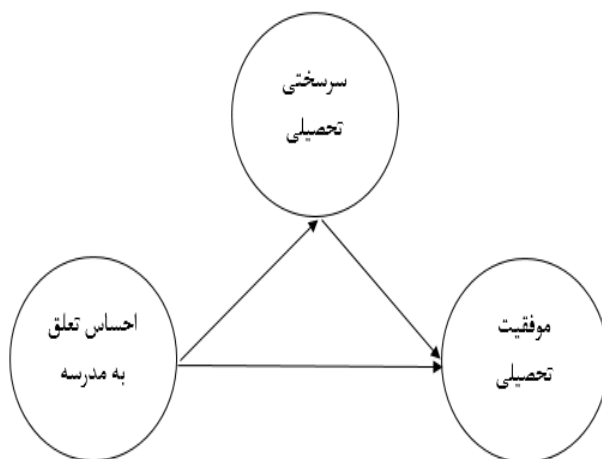 سرسختی
تحصیلی
احساس تعلق
به مدرسه
موفقیت
تحصیلی